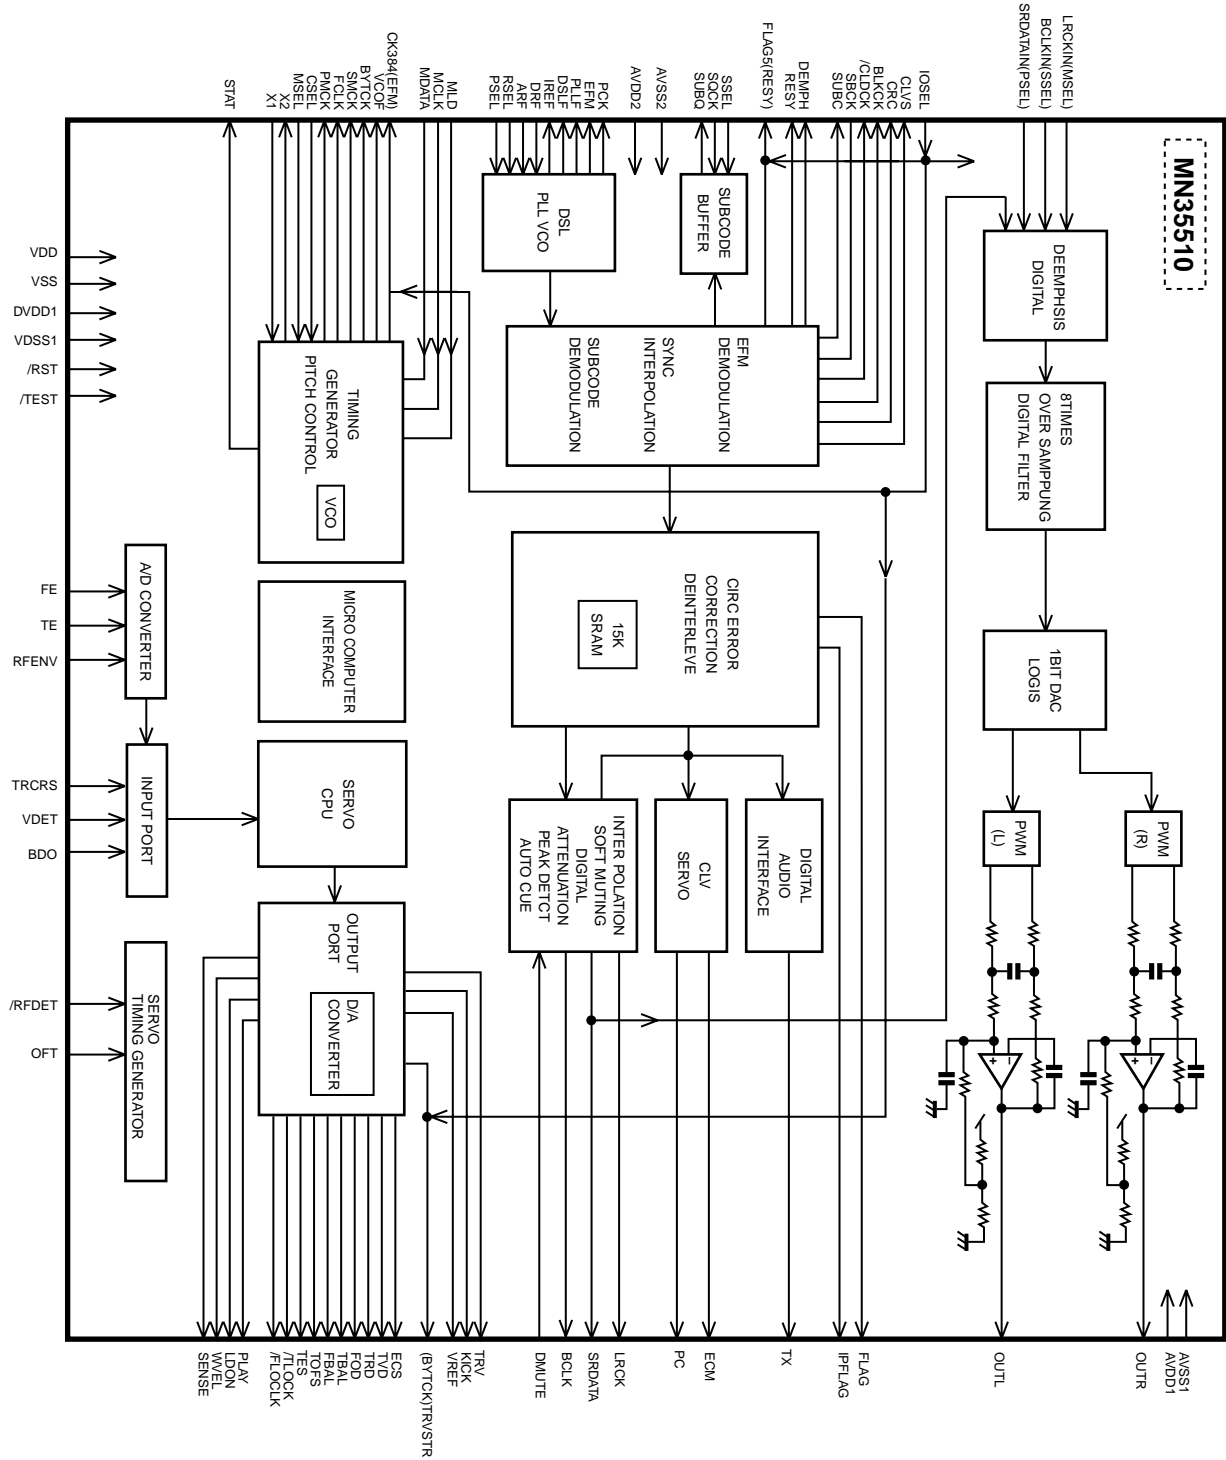 MN35510
LRCKIN(MSEL)
BCLKIN(SSEL)
SRDATAIN(PSEL)
IOSEL
CLVS
CRC
BLKCK
/CLDCK
SBCK
SUBC
DEMPH
RESY
FLAG5(RESY)
SSEL
SQCK
SUBQ
AVSS2
AVDD2
PCK
EFM
PLLF
DSLF
IREF
DRF
ARF
RSEL
PSEL
MLD
MCLK
MDATA
CK384(EFM)
VCOF
BYTCK
SMCK
FCLK
PMCK
CSEL
MSEL
X2
X1
STAT
DEEMPHSIS
DIGITAL
8TIMES
OVER SAMPPUNG
DIGITAL FILTER
1BIT DAC
LOGIS
PWM
(R)
PWM
(L)
+
−
+
−
SUBCODE
BUFFER
DSL
PLL VCO
EFM
DEMODULATION
SYNC
INTERPOLATION
SUBCODE
DEMODULATION
TIMING
GENERATOR
PITCH CONTROL
VCO
CIRC ERROR
CORRECTION
DEINTERLEVE
15K
SRAM
MICRO COMPUTER
INTERFACE
DIGITAL
AUDIO
INTERFACE
CLV
SERVO
INTER POLATION
SOFT MUTING
DIGITAL
ATTENUATION
PEAK DETCT
AUTO CUE
SERVO
CPU
OUTPUT
PORT
D/A
CONVERTER
A/D CONVERTER
INPUT PORT
SERVO
TIMING GENERATOR
VDD
VSS
DVDD1
VDSS1
/RST
/TEST
FE
TE
RFENV
TRCRS
VDET
BDO
/RFDET
OFT
AVSS1
AVDD1
OUTR
OUTL
FLAG
IPFLAG
TX
ECM
PC
LRCK
SRDATA
BCLK
DMUTE
TRV
KICK
VREF
(BYTCK)TRVSTR
ECS
TVD
TRD
FOD
TBAL
FBAL
TOFS
TES
/TLOCK
/FLOCLK
PLAY
LDON
WVEL
SENSE